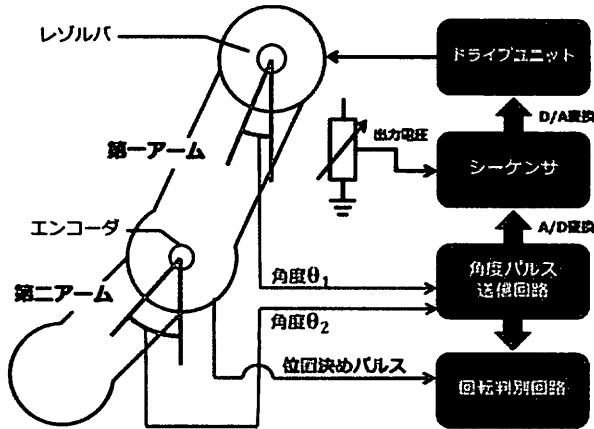 レゾルバ
ドライブユニット
D/A変換
第一アーム
出力電圧
シーケンサ
エンコーダ
A/D変換
角度θ1
角度パルス
送信回路
第二アーム
角度θ2
位置決めパルス
回転判別回路